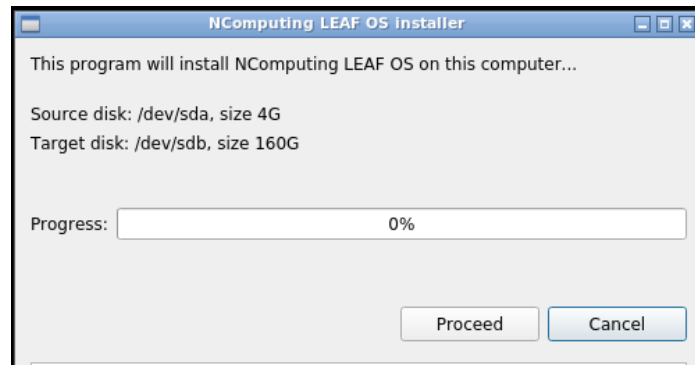 NComputing LEAF OS installer
This program will install NComputing LEAF OS on this computer...
Source disk: /dev/sda, size 4G
Target disk: /dev/sdb, size 160G
Progress: 0%
Proceed Cancel